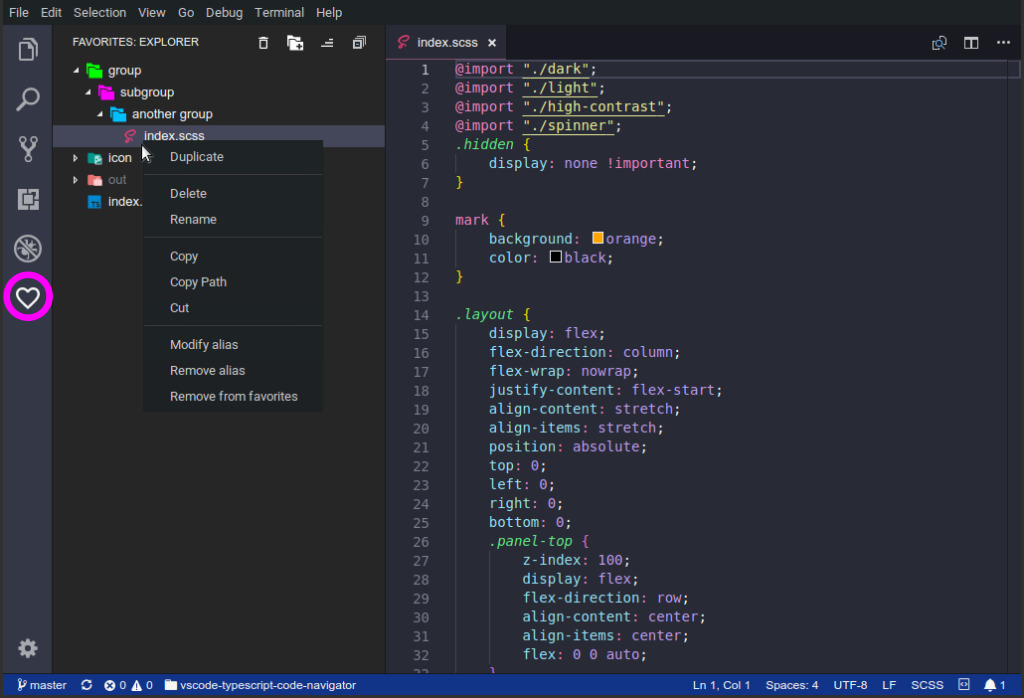 File Edit Selection View Go Debug Terminal Help
FAVORITES: EXPLORER
group
subgroup
another group
index.scss
icon
out
index.
Duplicate
Delete
Rename
Copy
Copy Path
Cut
Modify alias
Remove alias
Remove from favorites
index.scss ×
1 @import "./dark";
2 @import "./light";
3 @import "./high-contrast";
4 @import "./spinner";
5 .hidden {
6 display: none !important;
7 }
8
9 mark {
10 background: orange;
11 color: black;
12 }
13
14 .layout {
15 display: flex;
16 flex-direction: column;
17 flex-wrap: nowrap;
18 justify-content: flex-start;
19 align-content: stretch;
20 align-items: stretch;
21 position: absolute;
22 top: 0;
23 left: 0;
24 right: 0;
25 bottom: 0;
26 .panel-top {
27 z-index: 100;
28 display: flex;
29 flex-direction: row;
30 align-content: center;
31 align-items: center;
32 flex: 0 0 auto;
33 }
master 0 0 vscode-typescript-code-navigator Ln 1, Col 1 Spaces: 4 UTF-8 LF SCSS 1